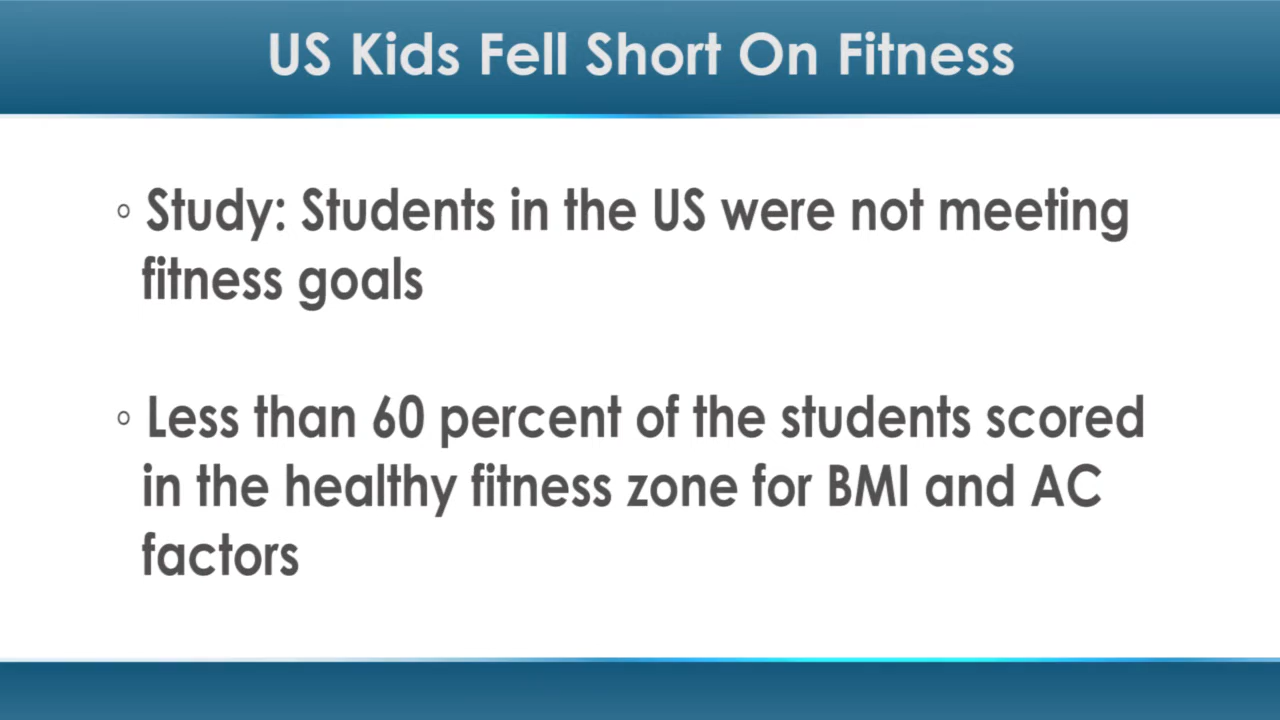 US Kids Fell Short On Fitness
◦ Study: Students in the US were not meeting
fitness goals
◦ Less than 60 percent of the students scored
in the healthy fitness zone for BMI and AC
factors